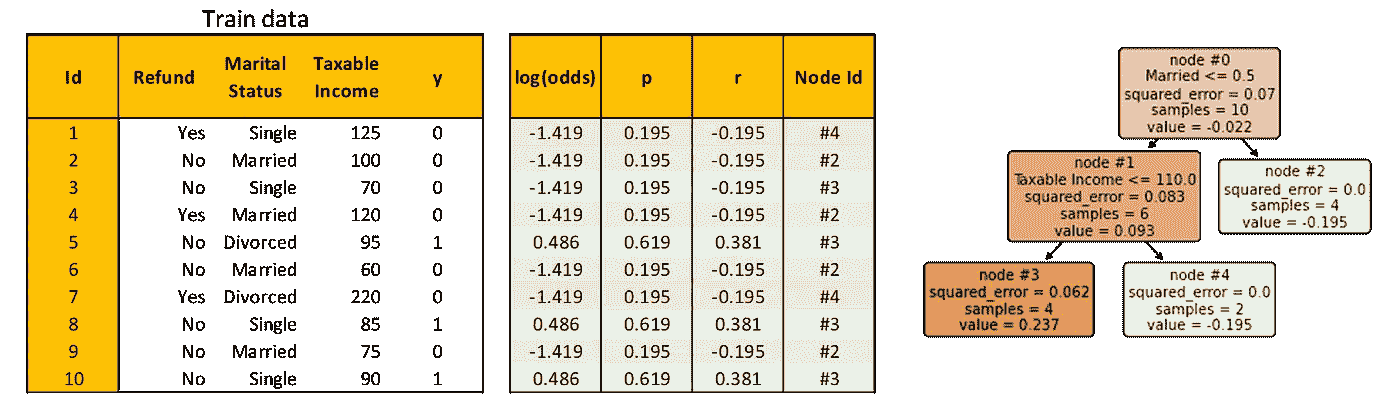 Train data
Id Refund Marital Status Taxable Income y log(odds) p r Node Id
1 Yes Single 125 0 -1.419 0.195 -0.195 #4
2 No Married 100 0 -1.419 0.195 -0.195 #2
3 No Single 70 0 -1.419 0.195 -0.195 #3
4 Yes Married 120 0 -1.419 0.195 -0.195 #2
5 No Divorced 95 1 0.486 0.619 0.381 #3
6 No Married 60 0 -1.419 0.195 -0.195 #2
7 Yes Divorced 220 0 -1.419 0.195 -0.195 #4
8 No Single 85 1 0.486 0.619 0.381 #3
9 No Married 75 0 -1.419 0.195 -0.195 #2
10 No Single 90 1 0.486 0.619 0.381 #3
node #0
Married <= 0.5
squared_error = 0.07
samples = 10
value = -0.022
node #1
Taxable Income <= 110.0
squared_error = 0.083
samples = 6
value = 0.093
node #2
squared_error = 0.0
samples = 4
value = -0.195
node #3
squared_error = 0.062
samples = 4
value = 0.237
node #4
squared_error = 0.0
samples = 2
value = -0.195